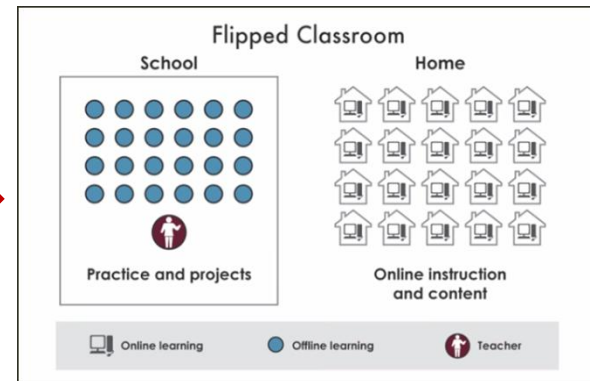 Flipped Classroom
School
Home
Practice and projects
Online instruction
and content
Online learning
Offline learning
Teacher